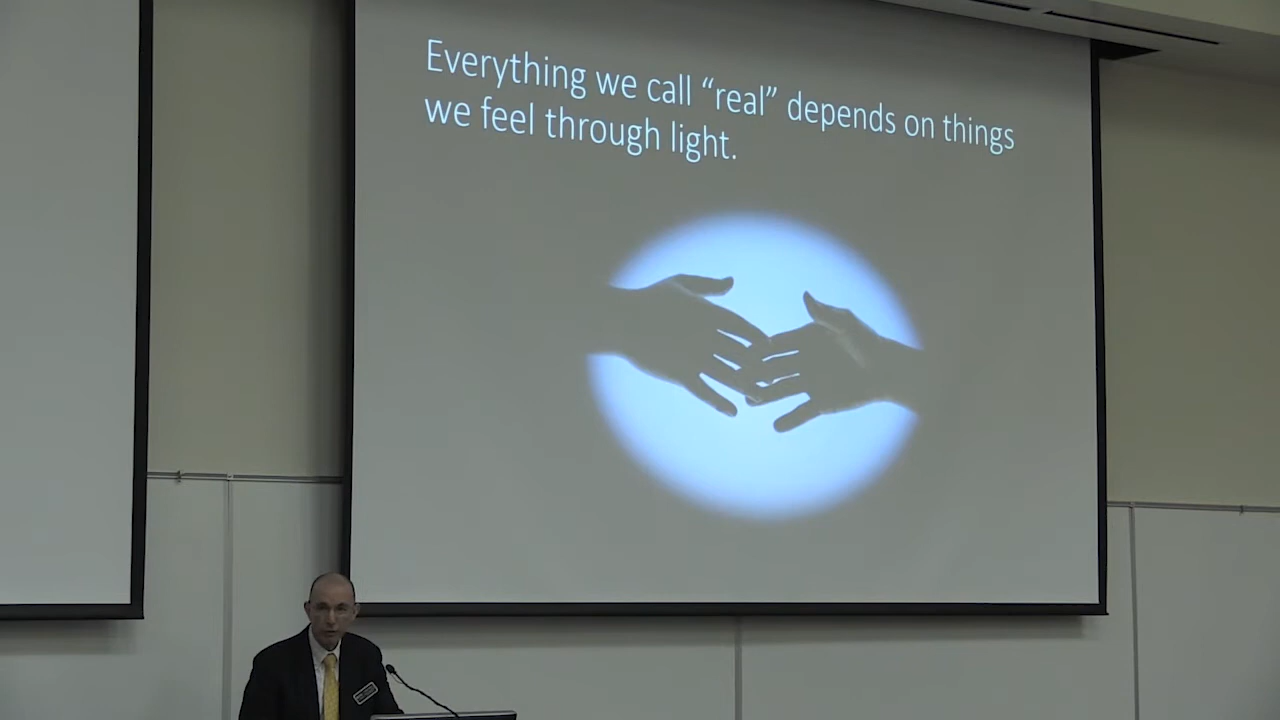 Everything we call “real” depends on things
we feel through light.